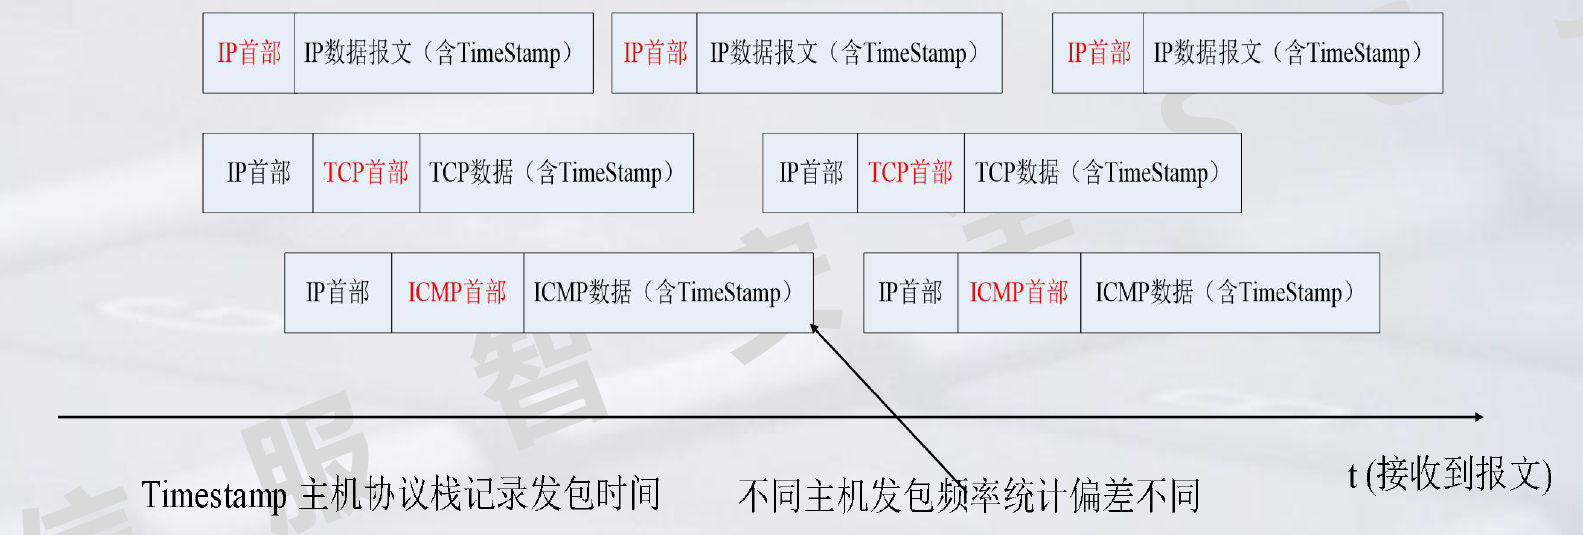 IP首部 IP数据报文（含TimeStamp） IP首部 IP数据报文（含TimeStamp） IP首部 IP数据报文（含TimeStamp）
IP首部 TCP首部 TCP数据（含TimeStamp） IP首部 TCP首部 TCP数据（含TimeStamp）
IP首部 ICMP首部 ICMP数据（含TimeStamp） IP首部 ICMP首部 ICMP数据（含TimeStamp）
t (接收到报文)
Timestamp 主机协议栈记录发包时间 不同主机发包频率统计偏差不同
信服智安全